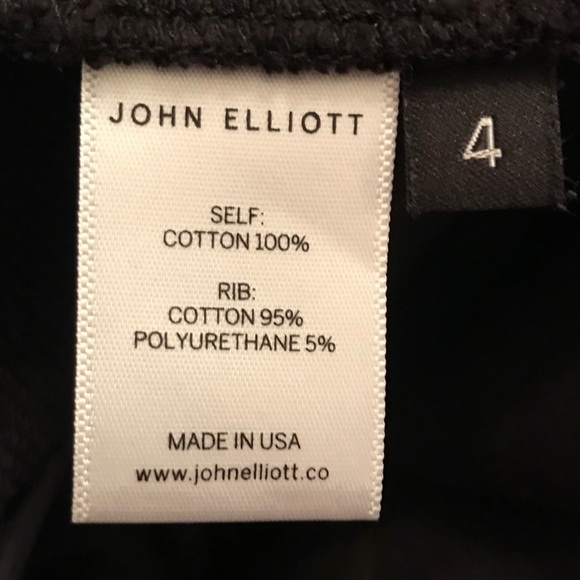 JOHN ELLIOTT
4
SELF:
COTTON 100%
RIB:
COTTON 95%
POLYURETHANE 5%
MADE IN USA
www.johnelliott.co